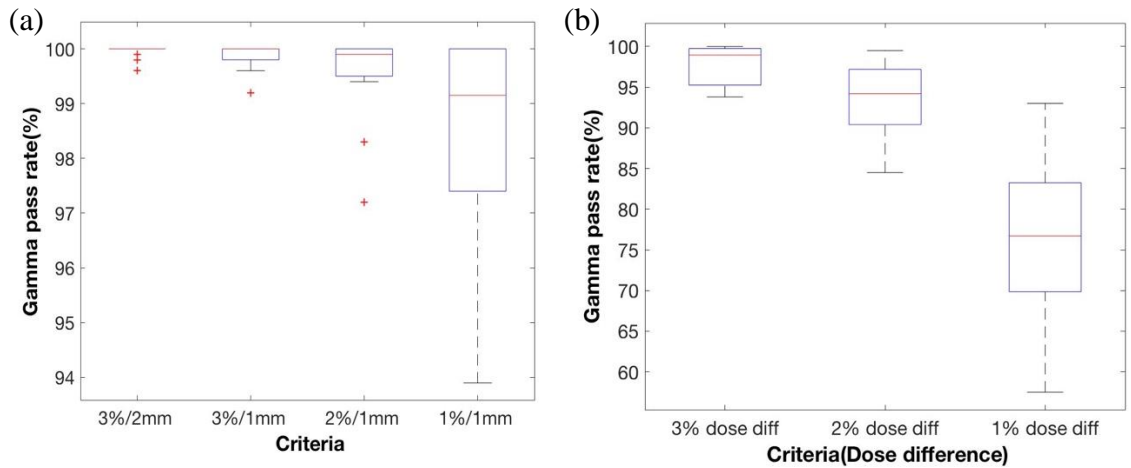 (a)
Gamma pass rate(%)
100
99
98
97
96
95
94
3%/2mm 3%/1mm 2%/1mm 1%/1mm
Criteria
(b)
Gamma pass rate(%)
100
95
90
85
80
75
70
65
60
3% dose diff 2% dose diff 1% dose diff
Criteria(Dose difference)